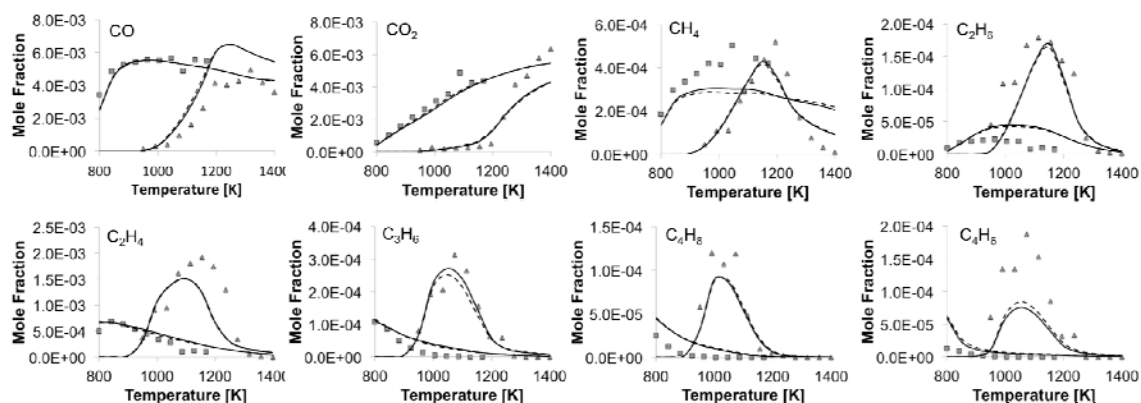 CO
Mole Fraction
8.0E-03
6.0E-03
4.0E-03
2.0E-03
0.0E+00
800 1000 1200 1400
Temperature [K]
CO₂
Mole Fraction
8.0E-03
6.0E-03
4.0E-03
2.0E-03
0.0E+00
800 1000 1200 1400
Temperature [K]
CH₄
Mole Fraction
6.0E-04
4.0E-04
2.0E-04
0.0E+00
800 1000 1200 1400
Temperature [K]
C₂H₆
Mole Fraction
2.0E-04
1.5E-04
1.0E-04
5.0E-05
0.0E+00
800 1000 1200 1400
Temperature [K]
C₂H₄
Mole Fraction
2.5E-03
2.0E-03
1.5E-03
1.0E-03
5.0E-04
0.0E+00
800 1000 1200 1400
Temperature [K]
C₃H₆
Mole Fraction
4.0E-04
3.0E-04
2.0E-04
1.0E-04
0.0E+00
800 1000 1200 1400
Temperature [K]
C₄H₈
Mole Fraction
1.5E-04
1.0E-04
5.0E-05
0.0E+00
800 1000 1200 1400
Temperature [K]
C₄H₆
Mole Fraction
2.0E-04
1.5E-04
1.0E-04
5.0E-05
0.0E+00
800 1000 1200 1400
Temperature [K]